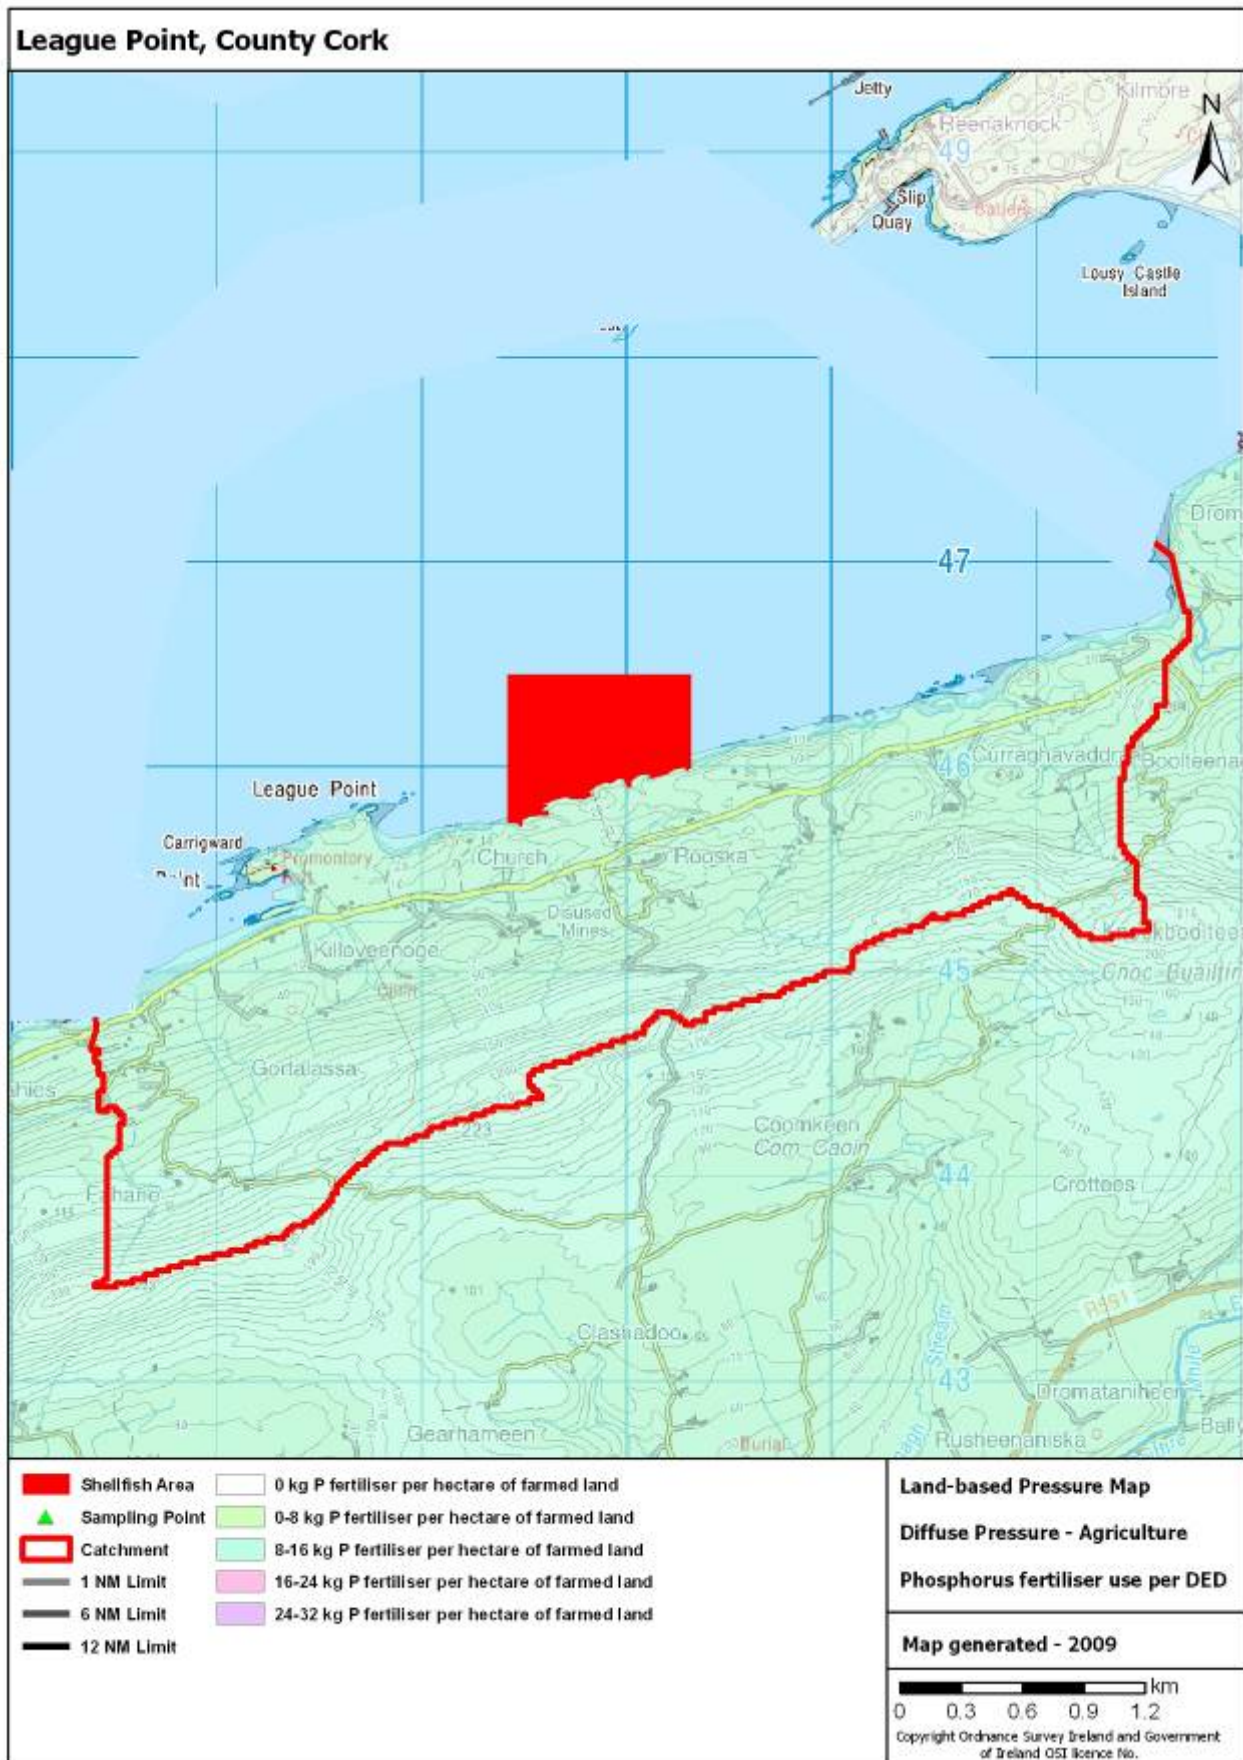 League Point, County Cork
Jetty
Kilmore
N
Reenaknock
49
Slip
Quay
Battery
Lousy Castle
Island
Drom
47
League Point
Carrigward
Promontory
Fort
Church
Rooska
46
Curraghavaddra
Disused
Mines
Killoveenoge
45
Gortalassa
223
Coomkeen
Com Caoin
44
Fahane
Grottees
101
Clashadoo
R591
43
Dromataniheen
Gearhameen
Burial
Rusheenaniska
Bally
Shellfish Area
Sampling Point
Catchment
1 NM Limit
6 NM Limit
12 NM Limit
0 kg P fertiliser per hectare of farmed land
0-8 kg P fertiliser per hectare of farmed land
8-16 kg P fertiliser per hectare of farmed land
16-24 kg P fertiliser per hectare of farmed land
24-32 kg P fertiliser per hectare of farmed land
Land-based Pressure Map
Diffuse Pressure - Agriculture
Phosphorus fertiliser use per DED
Map generated - 2009
km
0 0.3 0.6 0.9 1.2
Copyright Ordnance Survey Ireland and Government
of Ireland OSI licence No.